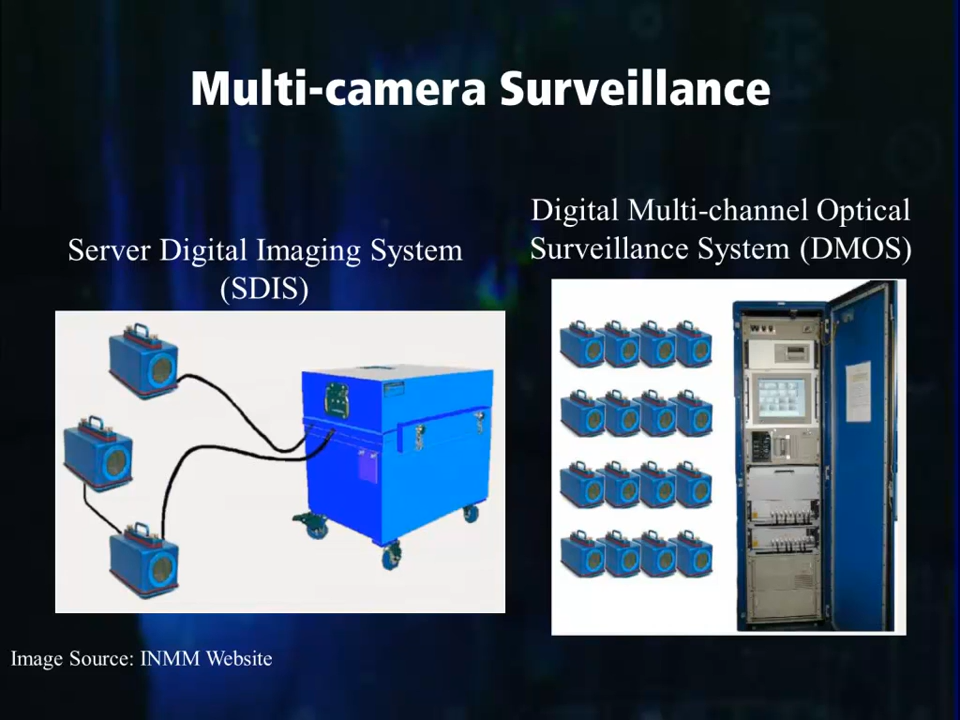 Multi-camera Surveillance
Server Digital Imaging System
(SDIS)
Digital Multi-channel Optical
Surveillance System (DMOS)
Image Source: INMM Website